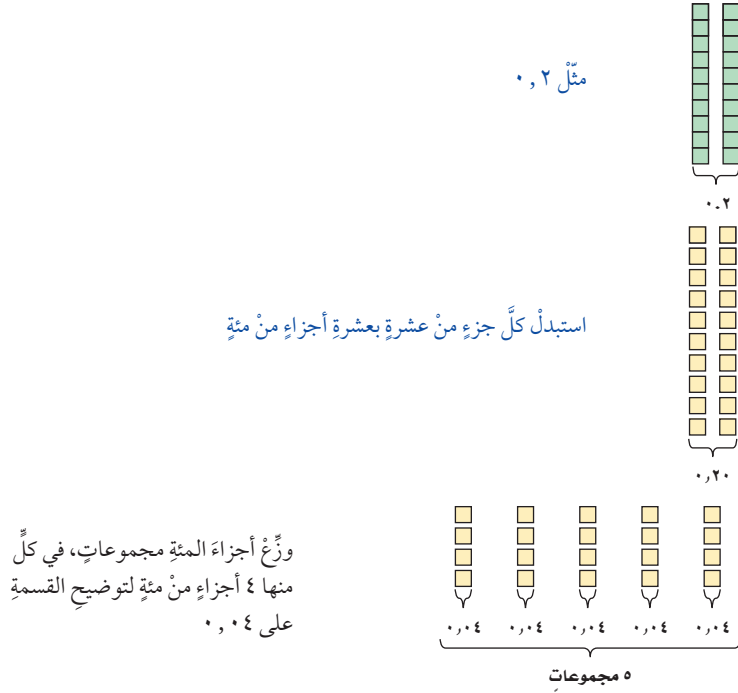 مثّلْ ٠,٢
٠.٢
استبدلْ كلَّ جزءٍ منْ عشرةٍ بعشرةِ أجزاءٍ منْ مئةٍ
٠,٢٠
وزِّعْ أجزاءَ المئةِ مجموعاتٍ، في كلٍّ
منها ٤ أجزاءٍ منْ مئةٍ لتوضيحِ القسمةِ
على ٠,٠٤
٠,٠٤ ٠,٠٤ ٠,٠٤ ٠,٠٤ ٠,٠٤
٥ مجموعاتٍ